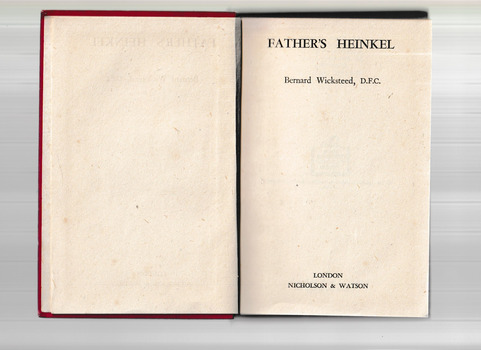 FATHER'S HEINKEL
Bernard Wicksteed, D.F.C.
LONDON
NICHOLSON & WATSON